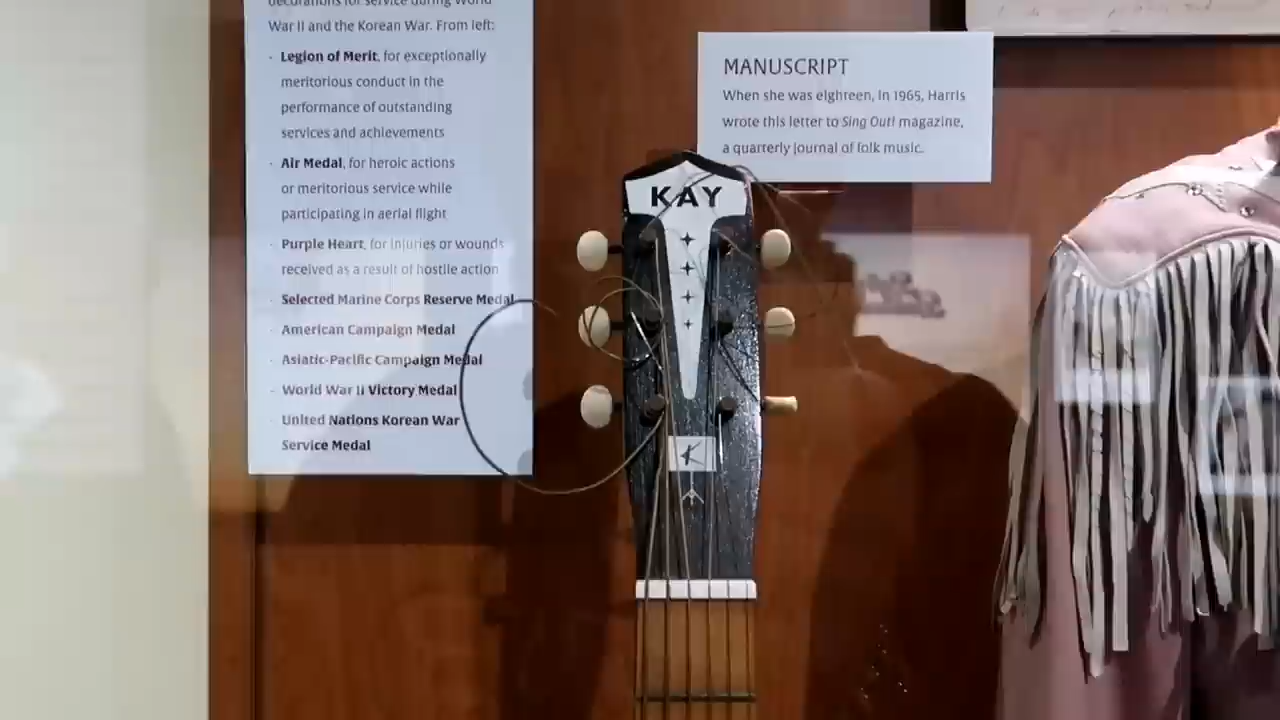 decorations for service during World
War II and the Korean War. From left:
· Legion of Merit, for exceptionally
meritorious conduct in the
performance of outstanding
services and achievements
· Air Medal, for heroic actions
or meritorious service while
participating in aerial flight
· Purple Heart, for injuries or wounds
received as a result of hostile action
· Selected Marine Corps Reserve Medal
· American Campaign Medal
· Asiatic-Pacific Campaign Medal
· World War II Victory Medal
· United Nations Korean War
Service Medal
MANUSCRIPT
When she was eighteen, in 1965, Harris
wrote this letter to Sing Out! magazine,
a quarterly journal of folk music.
KAY
K